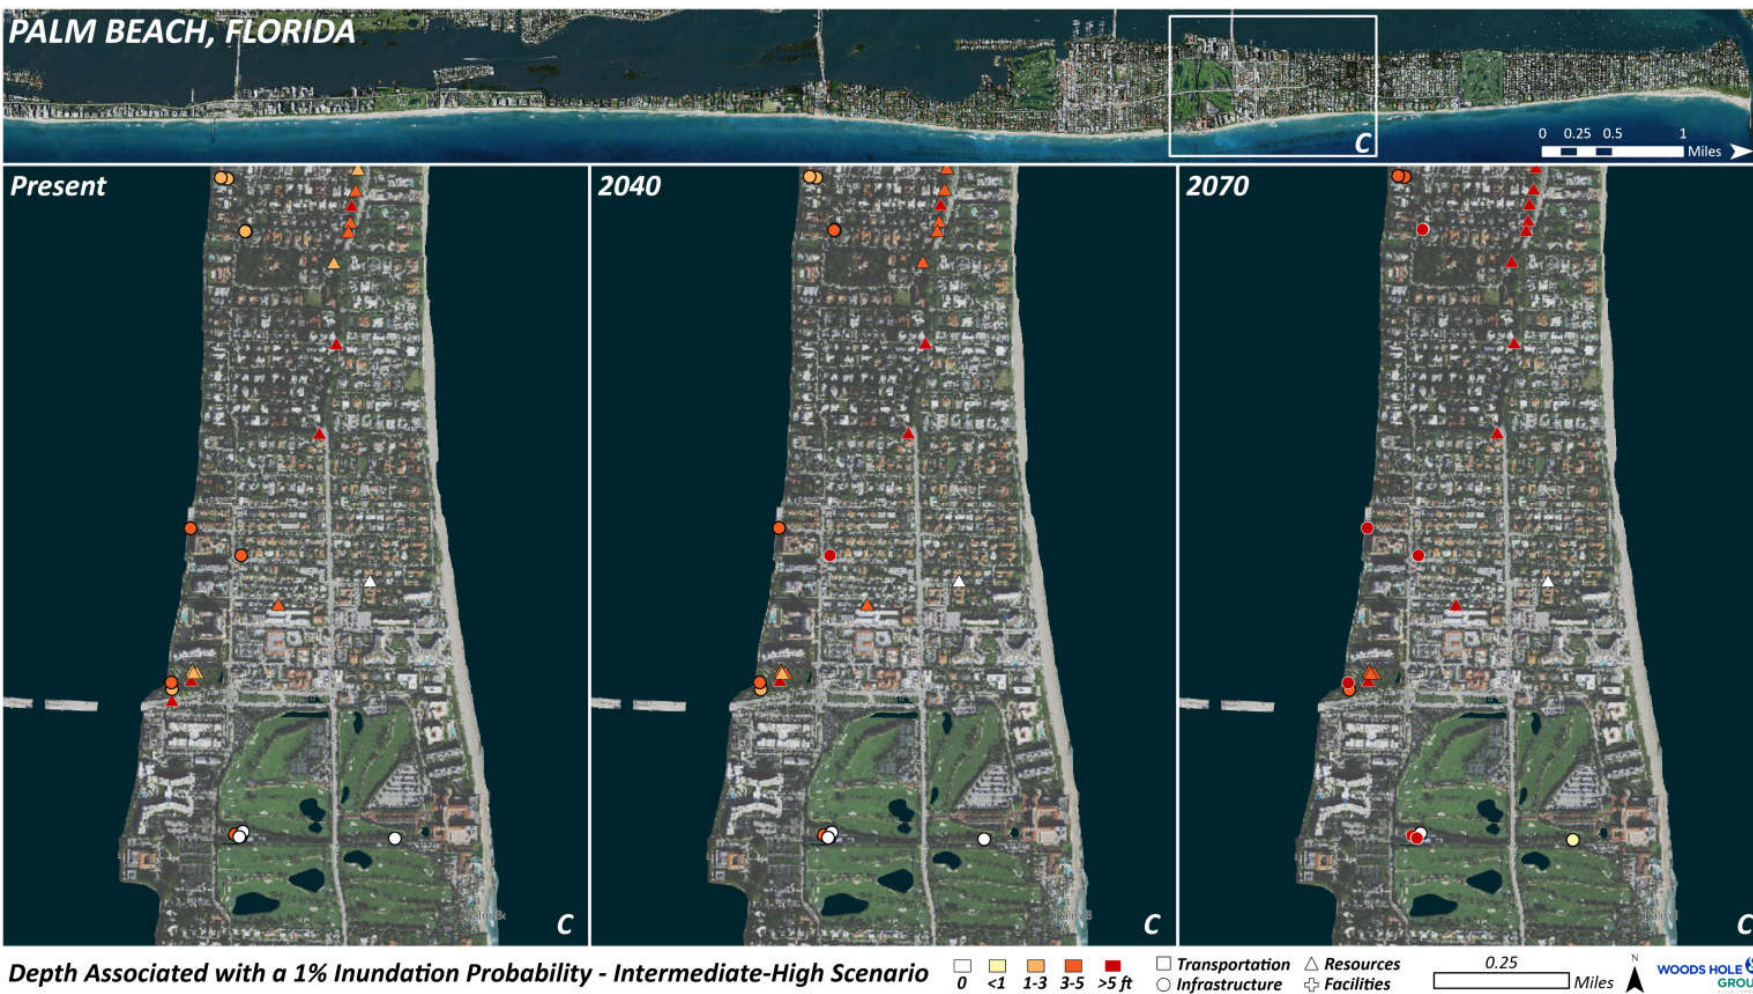 PALM BEACH, FLORIDA
C
0 0.25 0.5 1
Miles
Present
2040
2070
C
C
C
Depth Associated with a 1% Inundation Probability - Intermediate-High Scenario
0 <1 1-3 3-5 >5 ft
Transportation
Infrastructure
Resources
Facilities
0.25
Miles
N
WOODS HOLE
GROU